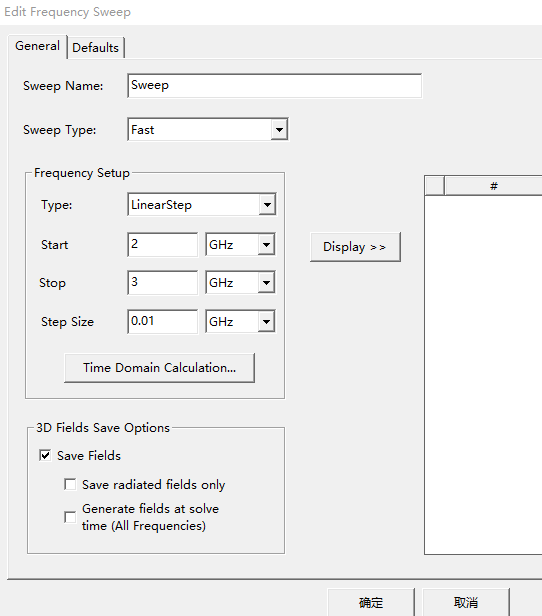 Edit Frequency Sweep
General
Defaults
Sweep Name:
Sweep
Sweep Type:
Fast
Frequency Setup
Type:
LinearStep
Start
2
GHz
Stop
3
GHz
Step Size
0.01
GHz
Time Domain Calculation...
Display >>
#
3D Fields Save Options
Save Fields
Save radiated fields only
Generate fields at solve
time (All Frequencies)
确定
取消